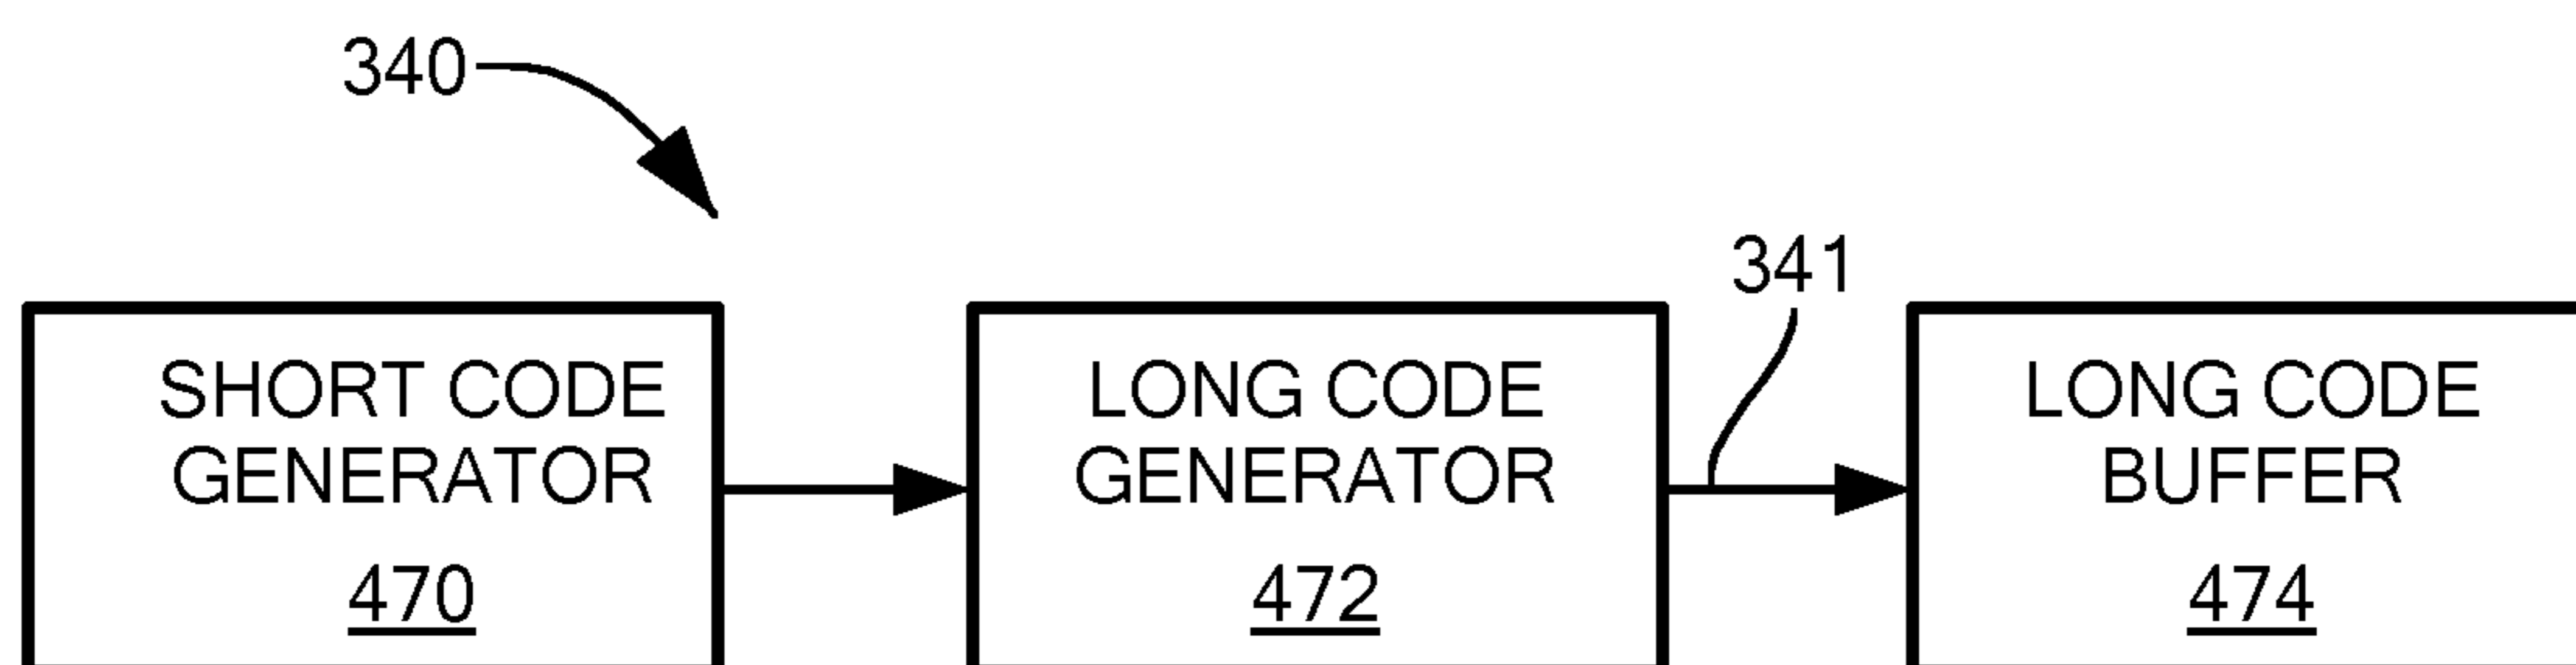 340
341
SHORT CODE
GENERATOR
470
LONG CODE
GENERATOR
472
LONG CODE
BUFFER
474